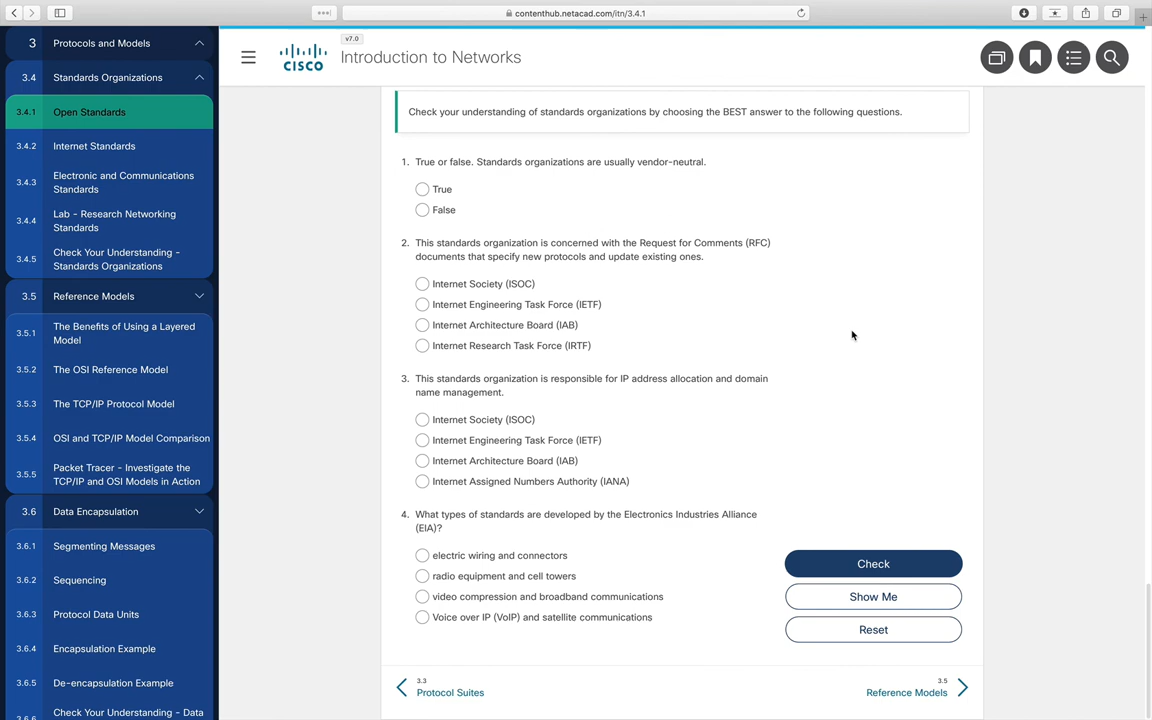 contenthub.netacad.com/itn/3.4.1
3 Protocols and Models
3.4 Standards Organizations
3.4.1 Open Standards
3.4.2 Internet Standards
3.4.3 Electronic and Communications
Standards
3.4.4 Lab - Research Networking
Standards
3.4.5 Check Your Understanding -
Standards Organizations
3.5 Reference Models
3.5.1 The Benefits of Using a Layered
Model
3.5.2 The OSI Reference Model
3.5.3 The TCP/IP Protocol Model
3.5.4 OSI and TCP/IP Model Comparison
3.5.5 Packet Tracer - Investigate the
TCP/IP and OSI Models in Action
3.6 Data Encapsulation
3.6.1 Segmenting Messages
3.6.2 Sequencing
3.6.3 Protocol Data Units
3.6.4 Encapsulation Example
3.6.5 De-encapsulation Example
3.6.6 Check Your Understanding - Data
CISCO
v7.0
Introduction to Networks
Check your understanding of standards organizations by choosing the BEST answer to the following questions.
1. True or false. Standards organizations are usually vendor-neutral.
True
False
2. This standards organization is concerned with the Request for Comments (RFC)
documents that specify new protocols and update existing ones.
Internet Society (ISOC)
Internet Engineering Task Force (IETF)
Internet Architecture Board (IAB)
Internet Research Task Force (IRTF)
3. This standards organization is responsible for IP address allocation and domain
name management.
Internet Society (ISOC)
Internet Engineering Task Force (IETF)
Internet Architecture Board (IAB)
Internet Assigned Numbers Authority (IANA)
4. What types of standards are developed by the Electronics Industries Alliance
(EIA)?
electric wiring and connectors
radio equipment and cell towers
video compression and broadband communications
Voice over IP (VoIP) and satellite communications
Check
Show Me
Reset
3.3
Protocol Suites
3.5
Reference Models